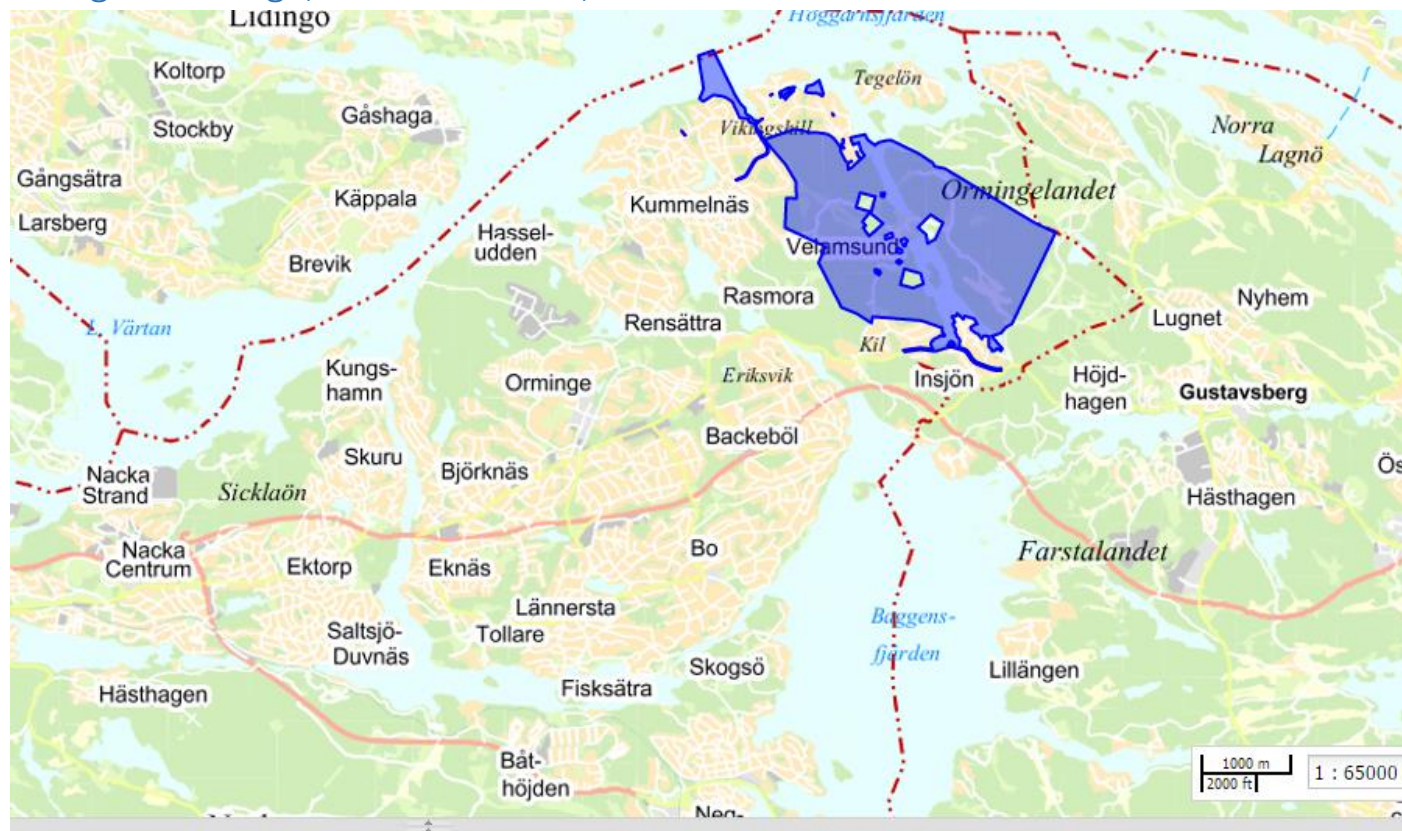 Lidingö
Höggarnsfjärden
Koltorp
Tegelön
Gåshaga
Stockby
Vikingshill
Norra
Lagnö
Gångsätra
Käppala
Kummelnäs
Ormingelandet
Larsberg
Hassel-
udden
Velamsund
Brevik
Rasmora
Nyhem
L. Värtan
Rensättra
Lugnet
Kil
Kungs-
hamn
Orminge
Eriksvik
Insjön
Höjd-
hagen
Gustavsberg
Backeböl
Skuru
Björknäs
Nacka
Strand
Sicklaön
Hästhagen
Nacka
Centrum
Ektorp
Eknäs
Bo
Farstalandet
Lännersta
Saltsjö-
Duvnäs
Tollare
Baggens-
fjärden
Skogsö
Lillängen
Hästhagen
Fisksätra
Båt-
höjden
1000 m
2000 ft
1 : 65000